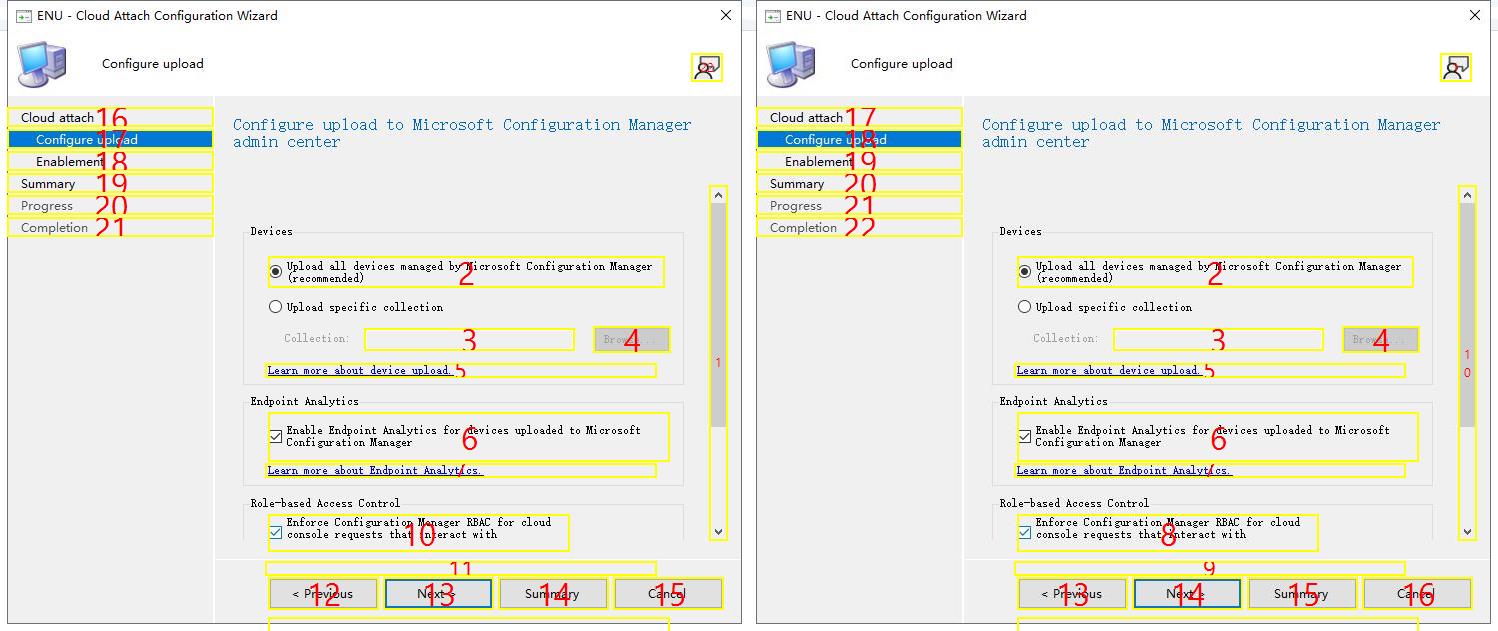 ENU - Cloud Attach Configuration Wizard
Configure upload
Cloud attach 16
Configure upload 17
Enablement 18
Summary 19
Progress 20
Completion 21
Configure upload to Microsoft Configuration Manager
admin center
Devices
Upload all devices managed by Microsoft Configuration Manager
(recommended)
2
Upload specific collection
Collection: 3
Browse... 4
Learn more about device upload. 5
1
Endpoint Analytics
Enable Endpoint Analytics for devices uploaded to Microsoft
Configuration Manager
6
Learn more about Endpoint Analytics. 7
Role-based Access Control
Enforce Configuration Manager RBAC for cloud
console requests that interact with
10
11
< Previous 12
Next > 13
Summary 14
Cancel 15
ENU - Cloud Attach Configuration Wizard
Configure upload
Cloud attach 17
Configure upload 18
Enablement 19
Summary 20
Progress 21
Completion 22
Configure upload to Microsoft Configuration Manager
admin center
Devices
Upload all devices managed by Microsoft Configuration Manager
(recommended)
2
Upload specific collection
Collection: 3
Browse... 4
Learn more about device upload. 5
10
Endpoint Analytics
Enable Endpoint Analytics for devices uploaded to Microsoft
Configuration Manager
6
Learn more about Endpoint Analytics. 7
Role-based Access Control
Enforce Configuration Manager RBAC for cloud
console requests that interact with
8
9
< Previous 13
Next > 14
Summary 15
Cancel 16